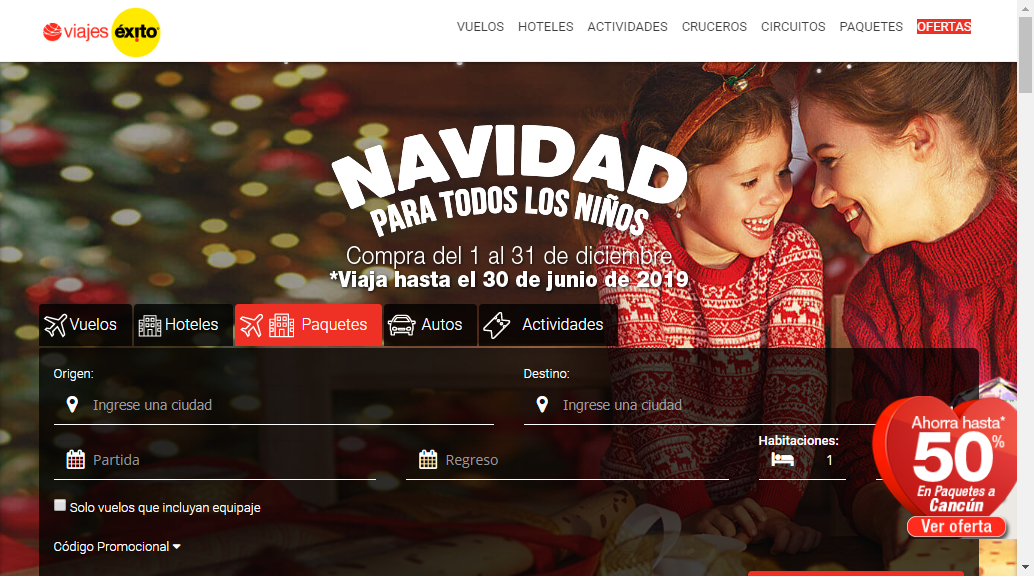 viajes éxito
VUELOS HOTELES ACTIVIDADES CRUCEROS CIRCUITOS PAQUETES OFERTAS
NAVIDAD
PARA TODOS LOS NIÑOS
Compra del 1 al 31 de diciembre
*Viaja hasta el 30 de junio de 2019
Vuelos Hoteles Paquetes Autos Actividades
Origen: Destino:
Ingrese una ciudad Ingrese una ciudad
Habitaciones:
Partida Regreso 1
Ahorra hasta*
50%
En Paquetes a
Cancún
Ver oferta
Solo vuelos que incluyan equipaje
Código Promocional